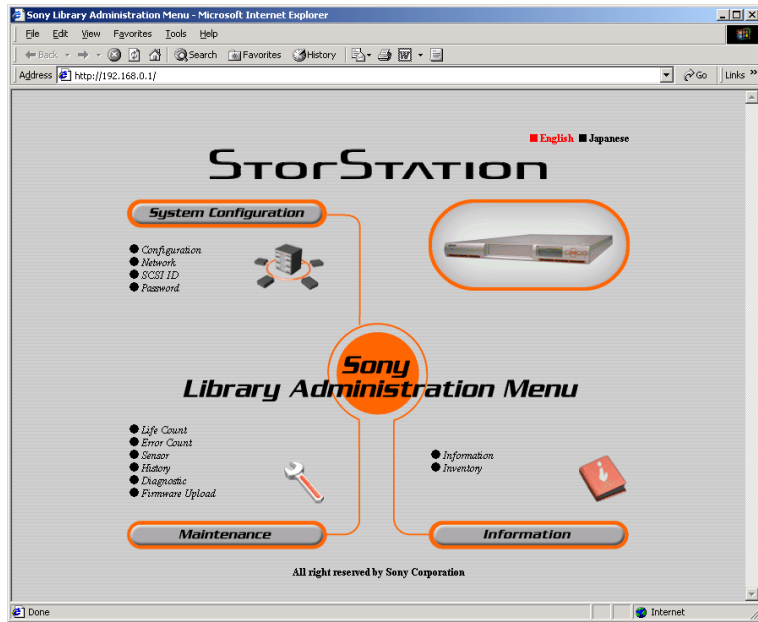 Sony Library Administration Menu - Microsoft Internet Explorer
File Edit View Favorites Tools Help
Back Search Favorites History
Address http://192.168.0.1/ Go Links »
English Japanese
StorStation
System Configuration
Configuration
Network
SCSI ID
Password
Sony
Library Administration Menu
Life Count
Error Count
Sensor
History
Diagnostic
Firmware Upload
Information
Inventory
Maintenance
Information
All right reserved by Sony Corporation
Done Internet